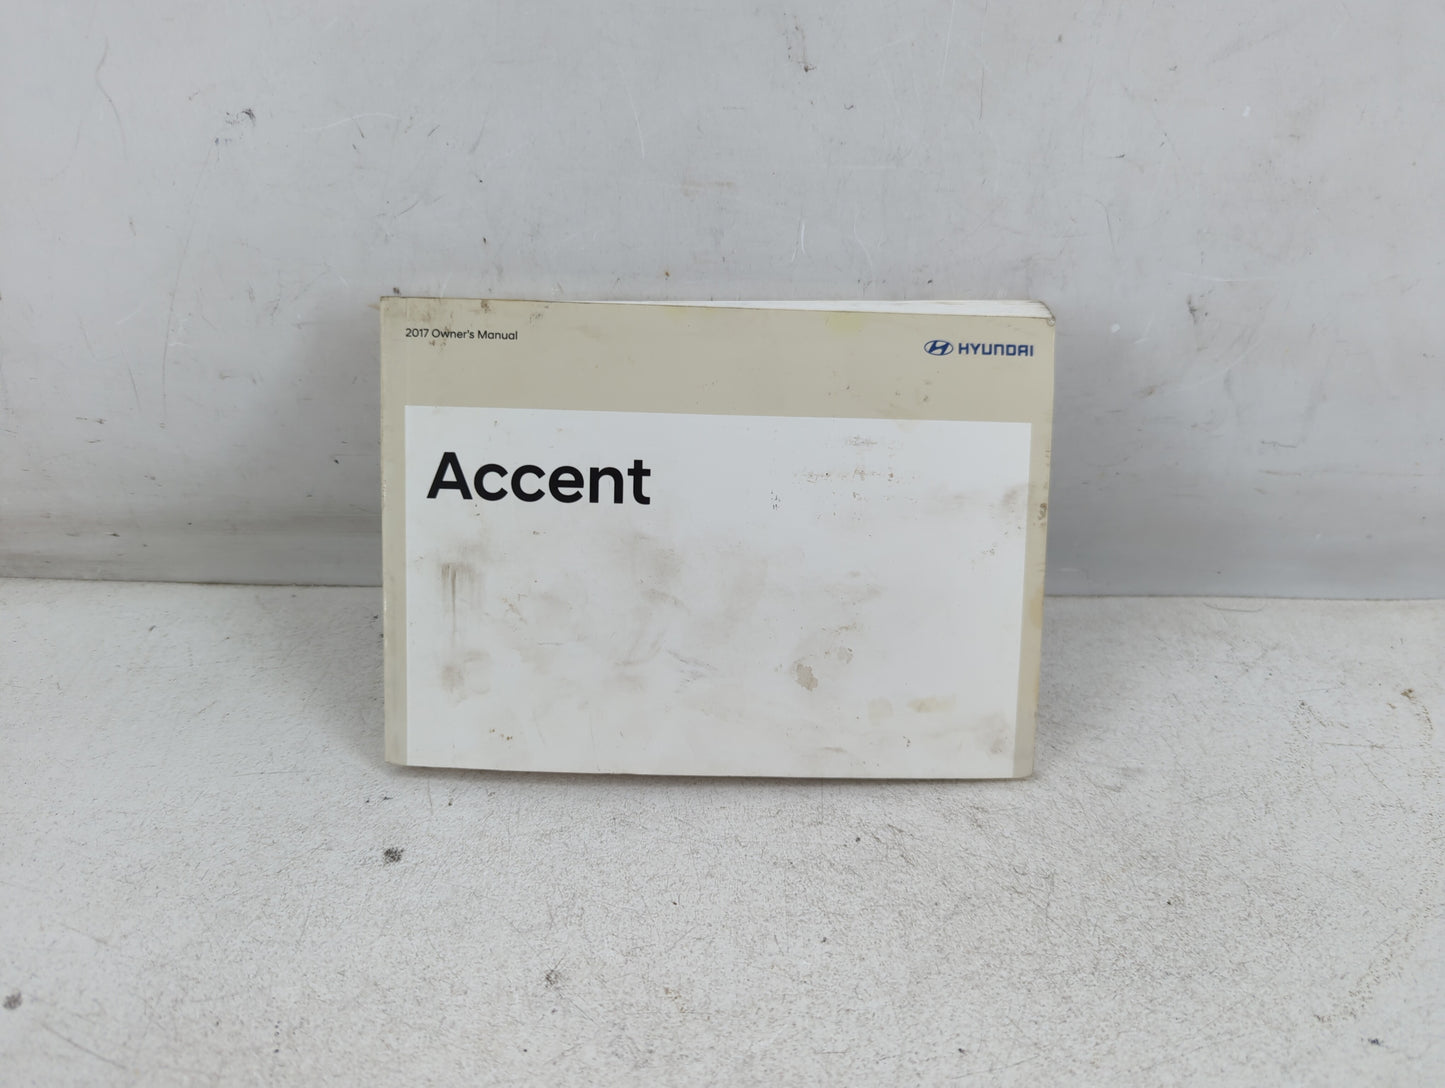 2017 Owner's Manual
HYUNDAI
Accent